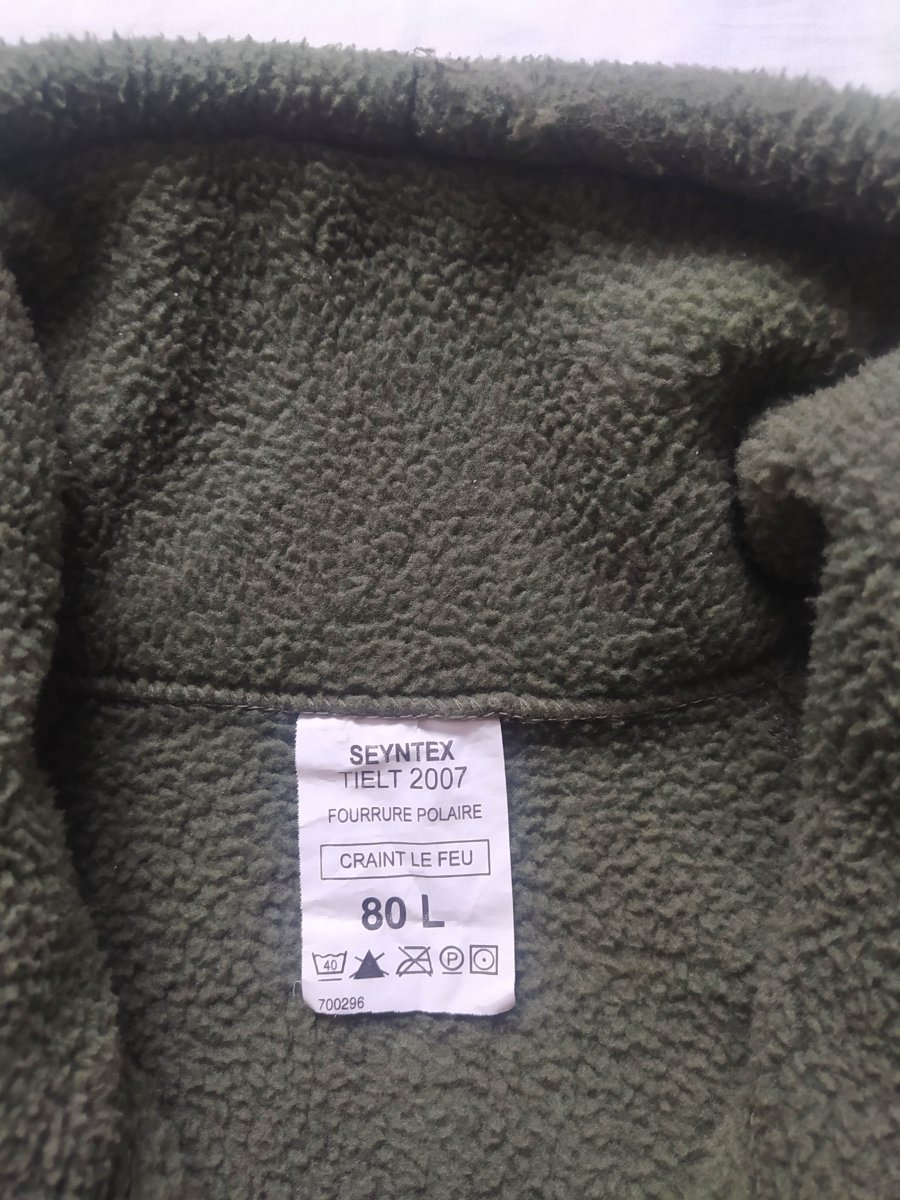 SEYNTEX
TIELT 2007
FOURRURE POLAIRE
CRAINT LE FEU
80 L
40 P
700296